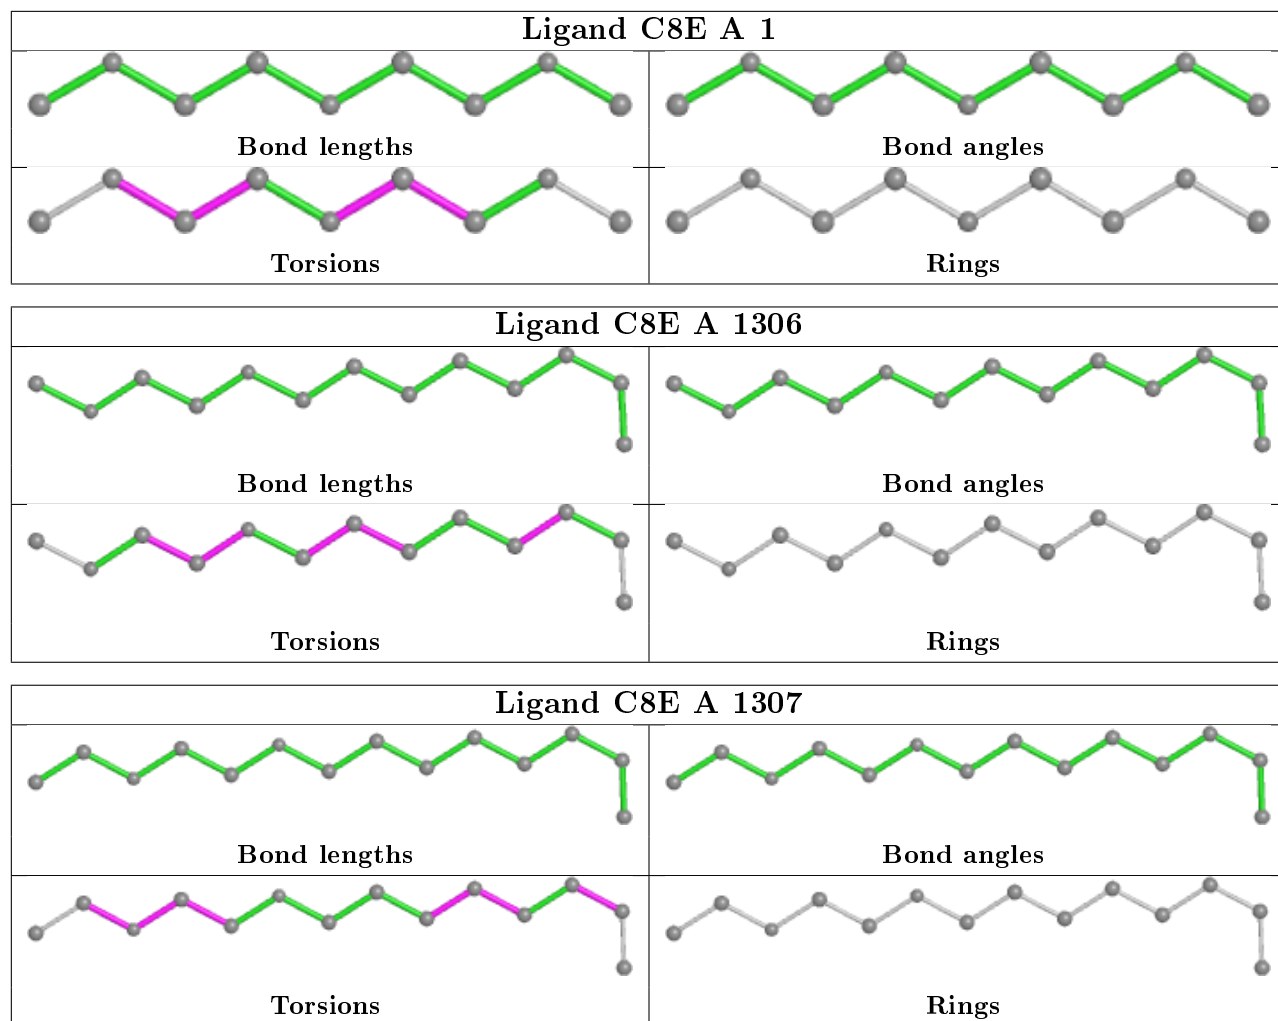 Ligand C8E A 1
Bond lengths
Bond angles
Torsions
Rings
Ligand C8E A 1306
Bond lengths
Bond angles
Torsions
Rings
Ligand C8E A 1307
Bond lengths
Bond angles
Torsions
Rings